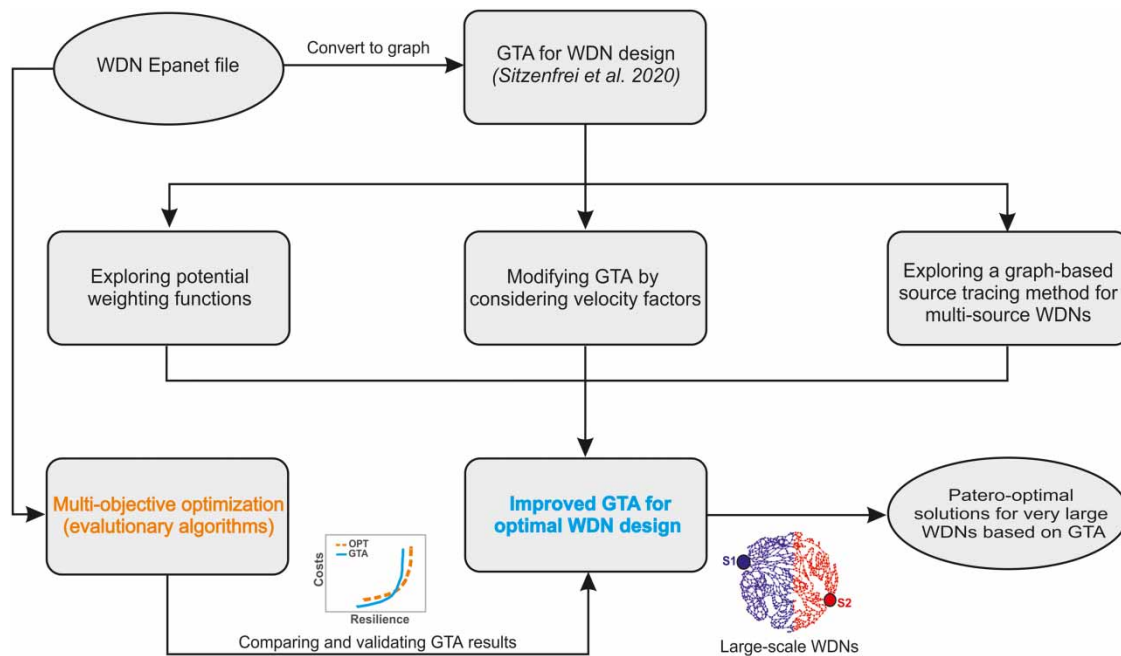 WDN Epanet file
Convert to graph
GTA for WDN design
(Sitzenfrei et al. 2020)
Exploring potential
weighting functions
Modifying GTA by
considering velocity factors
Exploring a graph-based
source tracing method for
multi-source WDNs
Multi-objective optimization
(evalutionary algorithms)
Improved GTA for
optimal WDN design
Patero-optimal
solutions for very large
WDNs based on GTA
OPT
GTA
Costs
Resilience
Comparing and validating GTA results
S1
S2
Large-scale WDNs